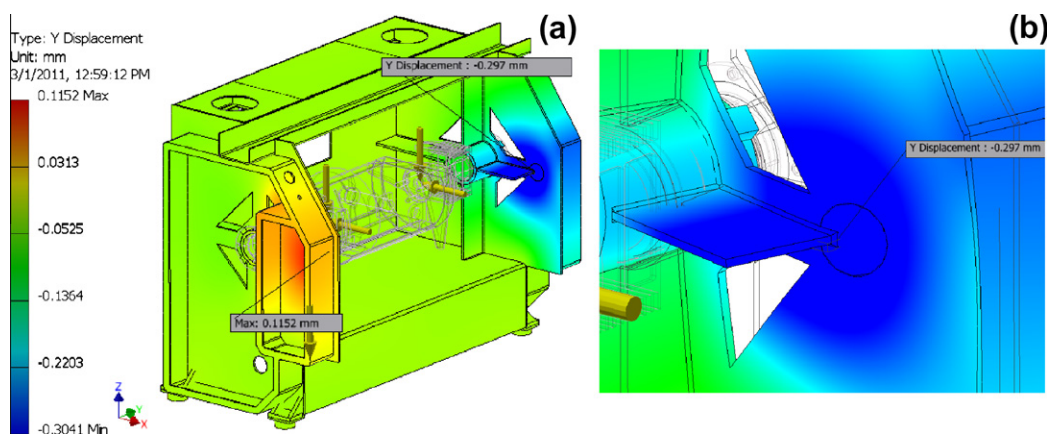 Type: Y Displacement
Unit: mm
3/1/2011, 12:59:12 PM
0.1152 Max
0.0313
-0.0525
-0.1364
-0.2203
-0.3041 Min
Z
Y
X
(a)
Y Displacement : -0.297 mm
Max: 0.1152 mm
(b)
Y Displacement : -0.297 mm